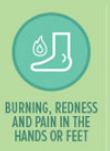 BURNING, REDNESS
AND PAIN IN THE
HANDS OR FEET